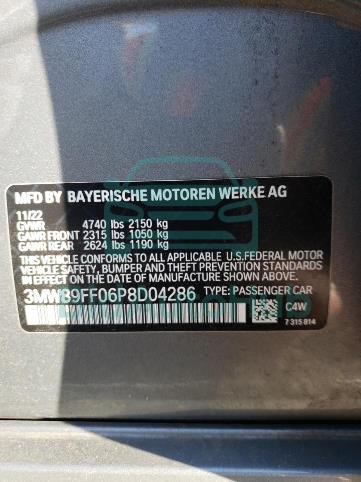 MFD BY BAYERISCHE MOTOREN WERKE AG
11/22
GVWR 4740 lbs 2150 kg
GAWR FRONT 2315 lbs 1050 kg
GAWR REAR 2624 lbs 1190 kg
THIS VEHICLE CONFORMS TO ALL APPLICABLE U.S.FEDERAL MOTOR
VEHICLE SAFETY, BUMPER AND THEFT PREVENTION STANDARDS IN
EFFECT ON THE DATE OF MANUFACTURE SHOWN ABOVE.
3MW89FF06P8D04286
TYPE: PASSENGER CAR
C4W
7 315 814